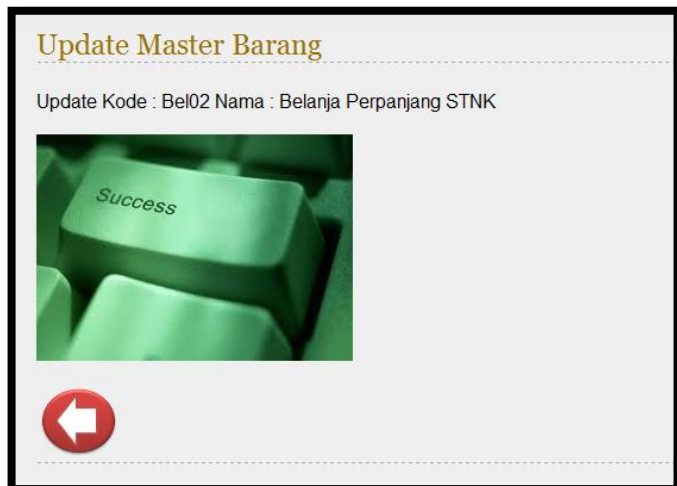 Update Master Barang
Update Kode : Bel02 Nama : Belanja Perpanjang STNK
Success